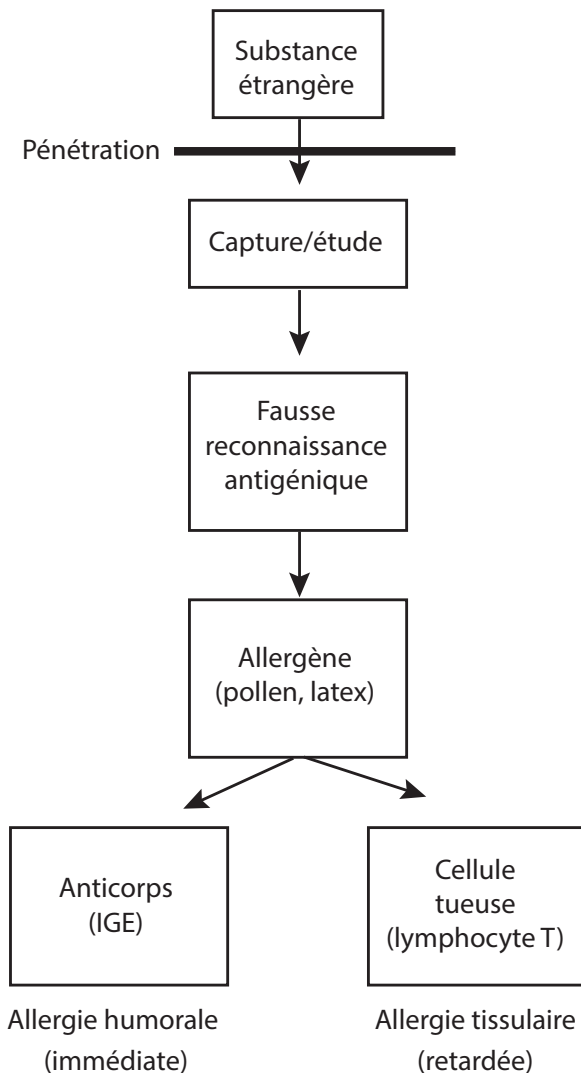 Substance
étrangère
Pénétration
Capture/étude
Fausse
reconnaissance
antigénique
Allergène
(pollen, latex)
Anticorps
(IGE)
Cellule
tueuse
(lymphocyte T)
Allergie humorale
(immédiate)
Allergie tissulaire
(retardée)